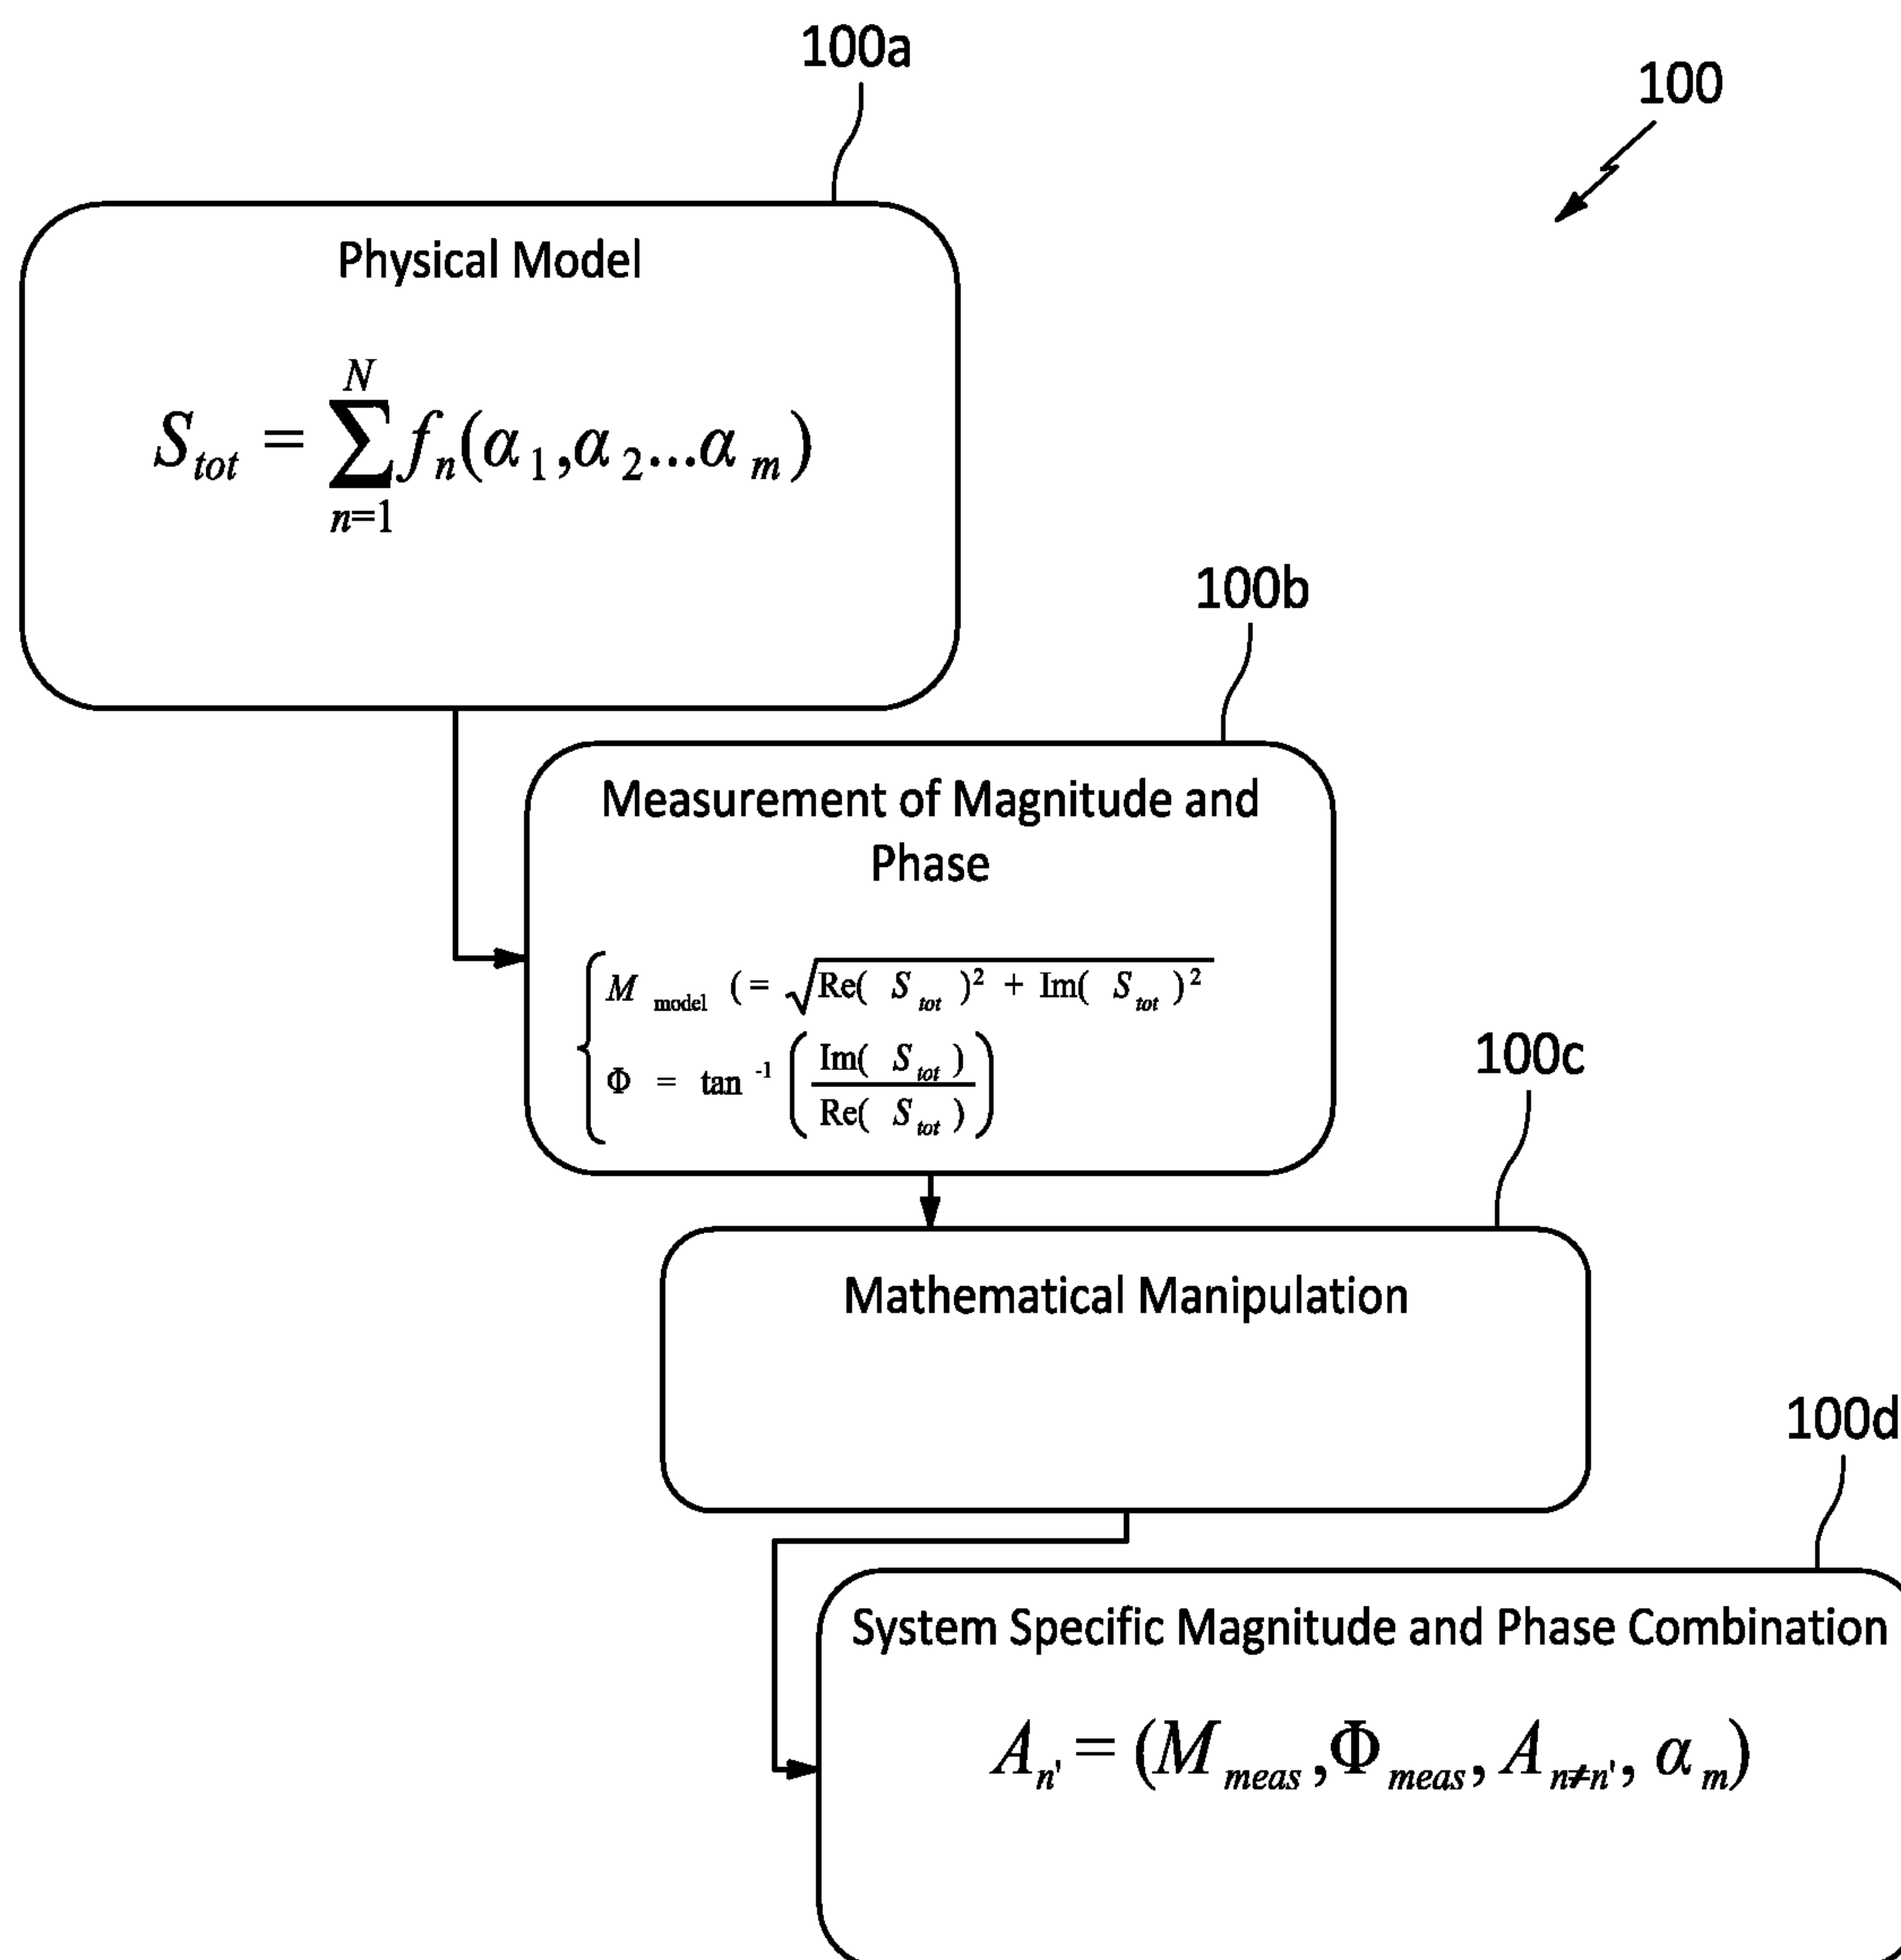 100a
100
Physical Model
S_tot = ∑_{n=1}^{N} f_n(α_1,α_2...α_m)
100b
Measurement of Magnitude and
Phase
M_model (= √Re( S_tot )^2 + Im( S_tot )^2
Φ = tan^-1 ( Im( S_tot ) / Re( S_tot ) )
100c
Mathematical Manipulation
100d
System Specific Magnitude and Phase Combination
A_n' = (M_meas,Φ_meas, A_n≠n', α_m)